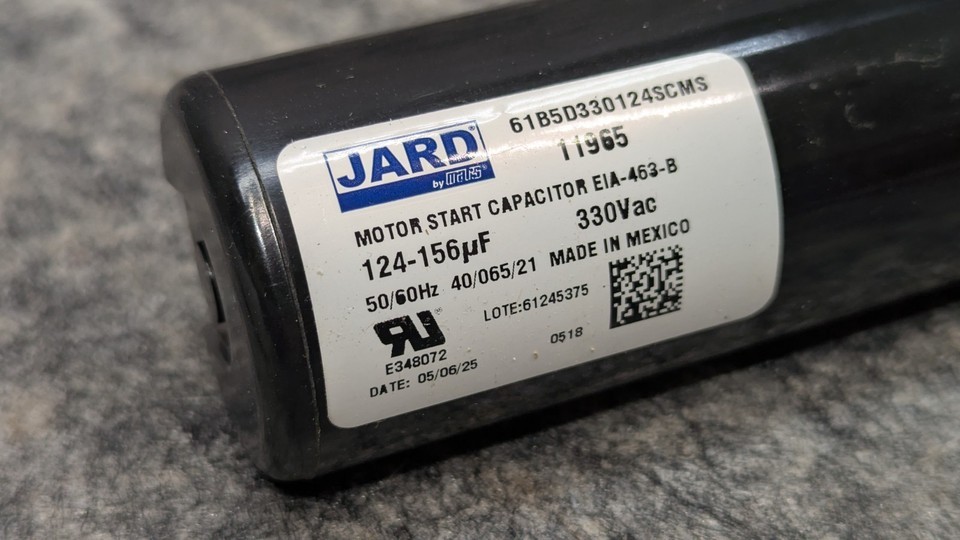 JARD®
by MARS
61B5D330124SCMS
11965
MOTOR START CAPACITOR EIA-463-B
124-156µF 330Vac
50/60Hz 40/065/21 MADE IN MEXICO
LOTE:61245375
E348072
0518
DATE: 05/06/25